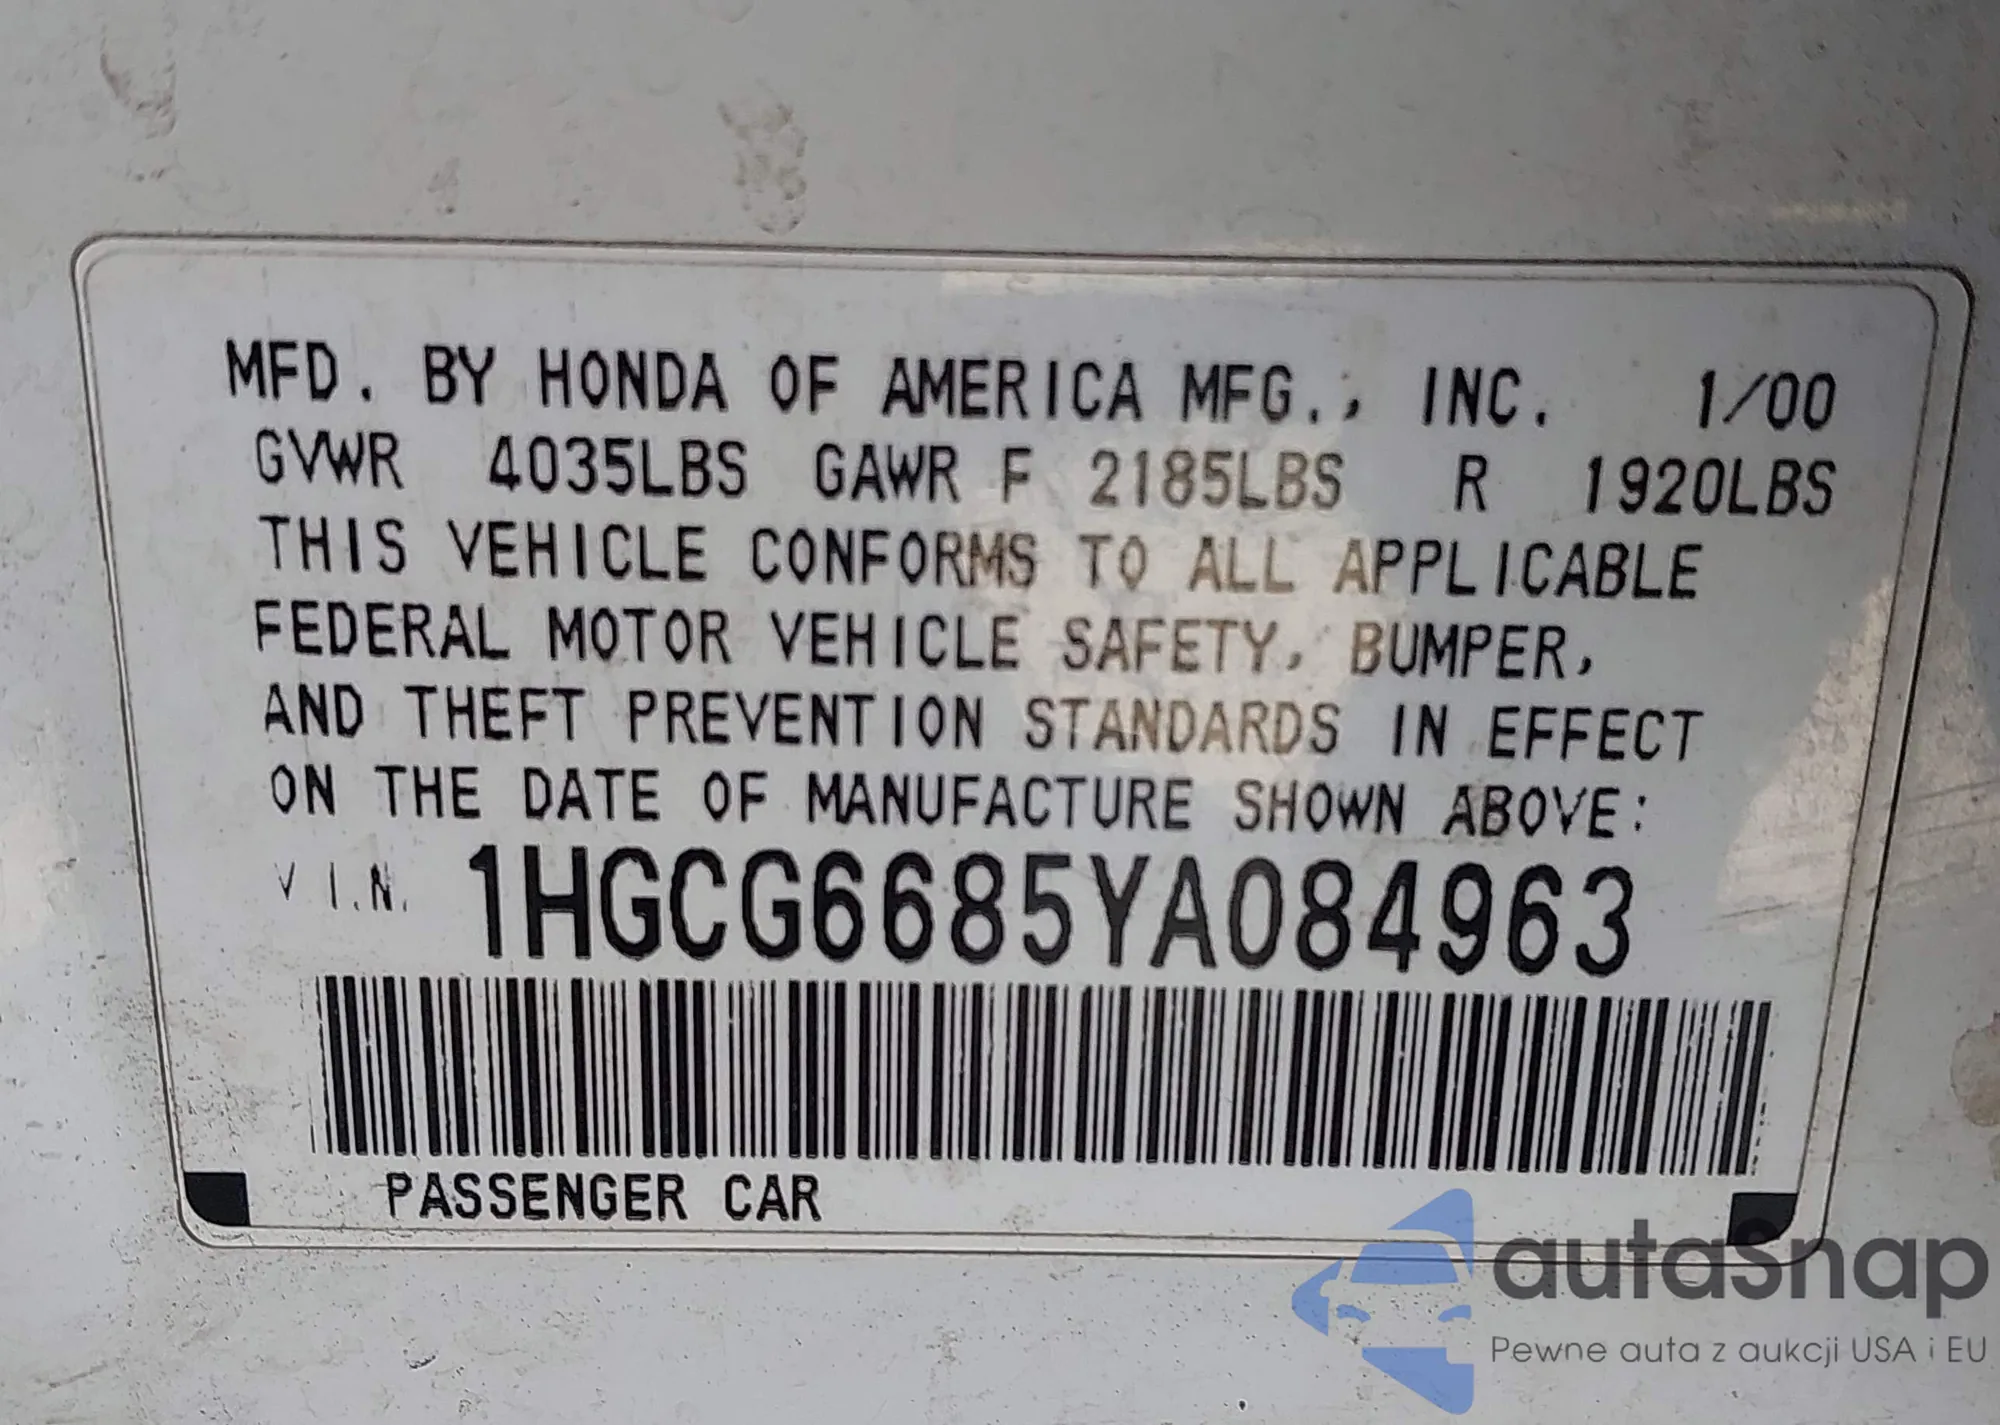 MFD. BY HONDA OF AMERICA MFG., INC. 1/00
GVWR 4035LBS GAWR F 2185LBS R 1920LBS
THIS VEHICLE CONFORMS TO ALL APPLICABLE
FEDERAL MOTOR VEHICLE SAFETY, BUMPER,
AND THEFT PREVENTION STANDARDS IN EFFECT
ON THE DATE OF MANUFACTURE SHOWN ABOVE:
V.I.N. 1HGCG6685YA084963
PASSENGER CAR
autaSnap
Pewne auta z aukcji USA i EU